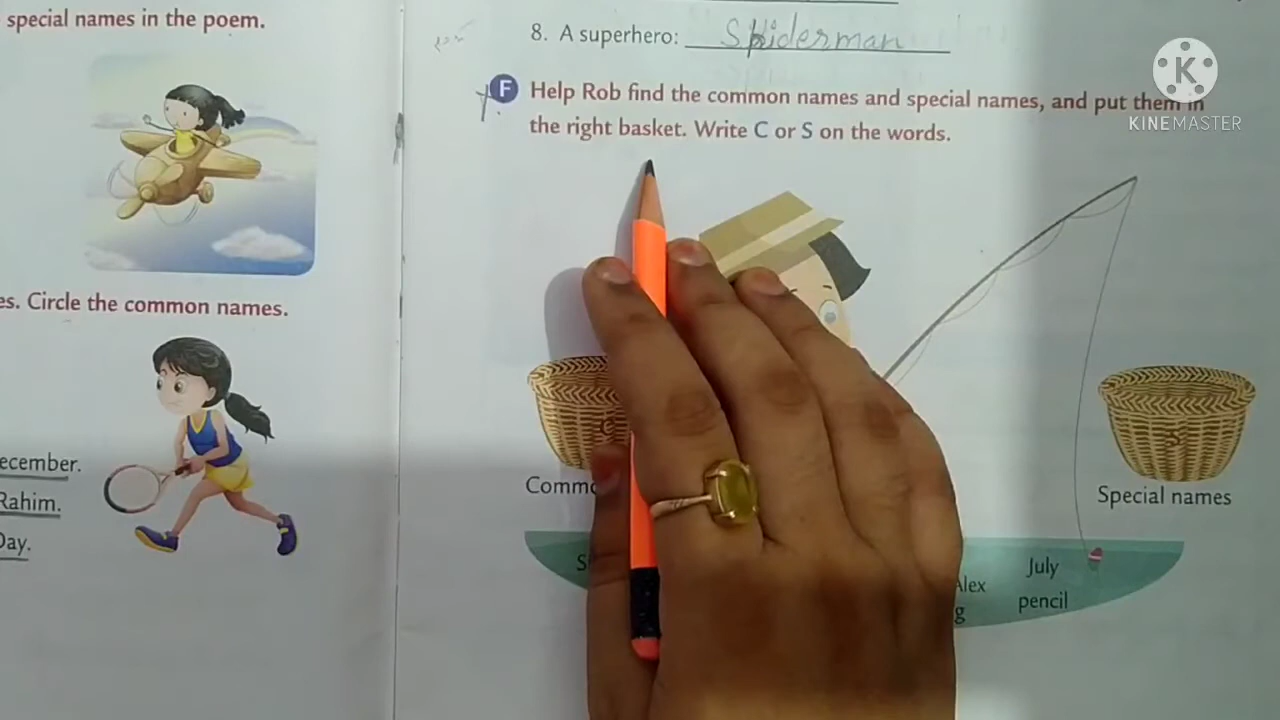 special names in the poem.
es. Circle the common names.
ecember.
Rahim.
Day.
8. A superhero: Spiderman
F Help Rob find the common names and special names, and put them in
the right basket. Write C or S on the words.
C
S
Special names
July
pencil
K
KINEMASTER